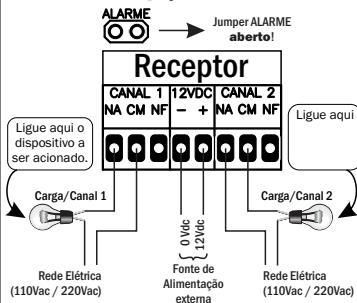 ALARME
Jumper ALARME
aberto!
Receptor
CANAL 1 12VDC CANAL 2
NA CM NF − + NA CM NF
Ligue aqui o
dispositivo a
ser acionado.
Ligue aqui
Carga/Canal 1
Carga/Canal 2
0 Vdc
12Vdc
Rede Elétrica
(110Vac / 220Vac)
Fonte de
Alimentação
externa
Rede Elétrica
(110Vac / 220Vac)